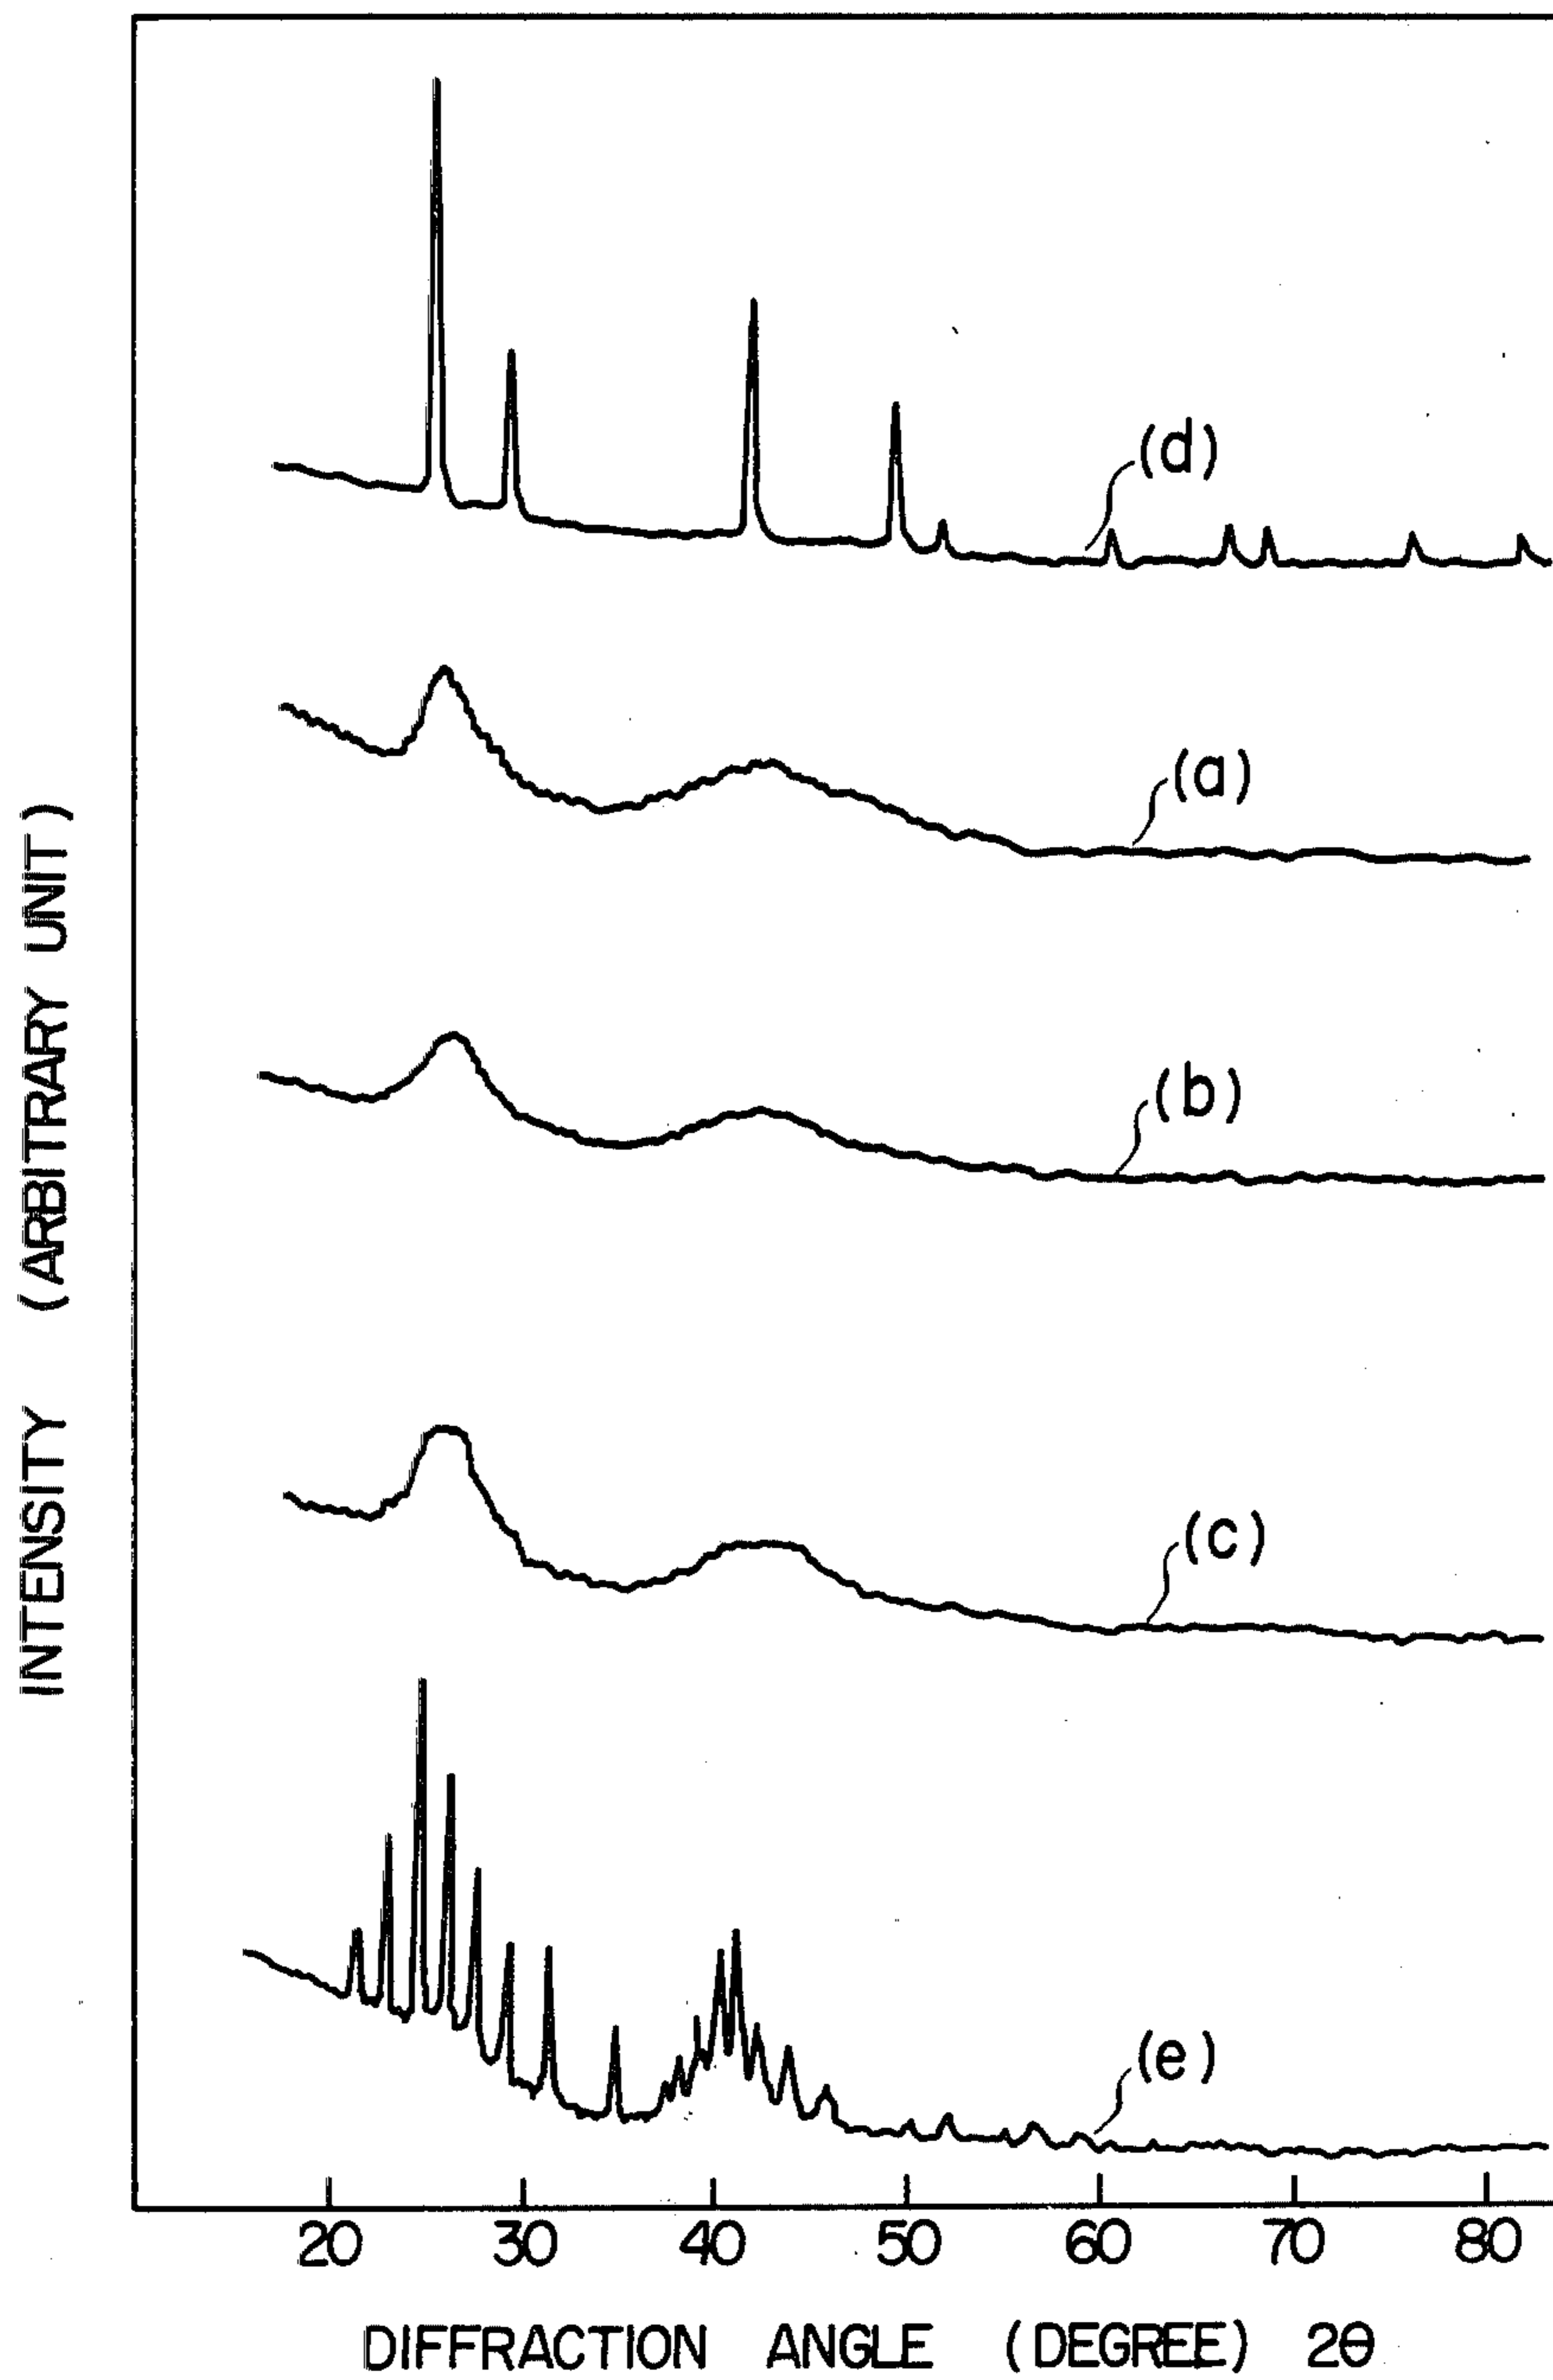 (d)
(a)
(b)
(c)
(e)
INTENSITY (ARBITRARY UNIT)
20 30 40 50 60 70 80
DIFFRACTION ANGLE (DEGREE) 2θ